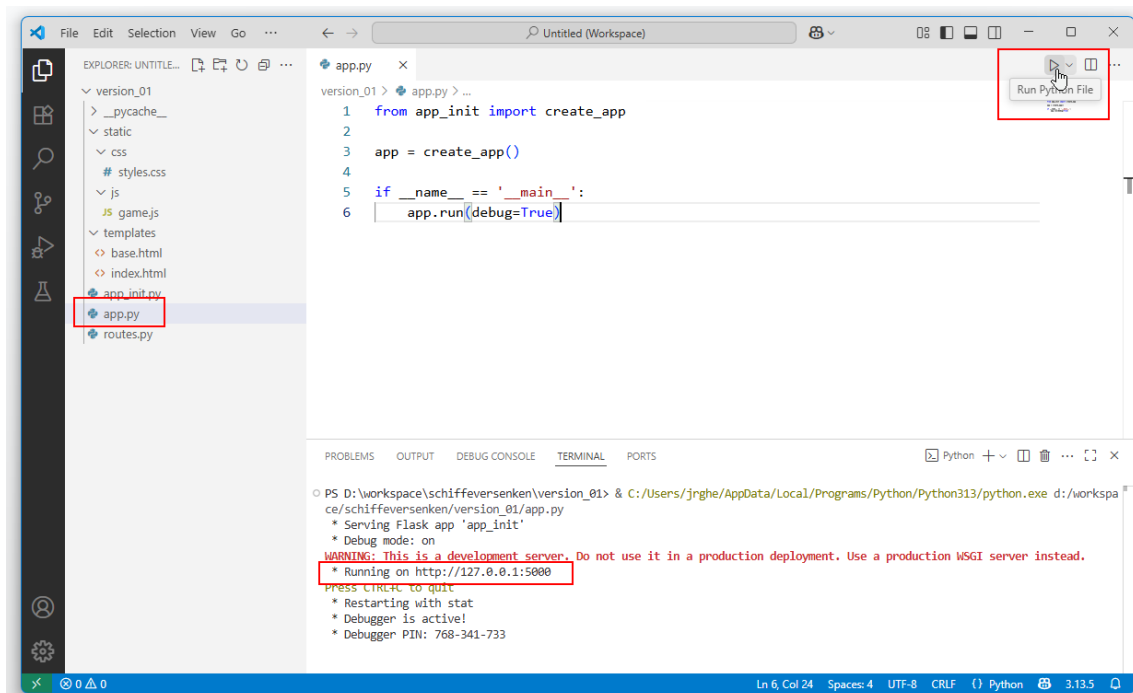 File Edit Selection View Go ···
Untitled (Workspace)
EXPLORER: UNTITLE...
version_01
__pycache__
static
css
# styles.css
js
JS game.js
templates
<> base.html
<> index.html
app_init.py
app.py
routes.py
app.py
version_01 > app.py > ...
Run Python File
1 from app_init import create_app
2
3 app = create_app()
4
5 if __name__ == '__main__':
6 app.run(debug=True)
PROBLEMS OUTPUT DEBUG CONSOLE TERMINAL PORTS
Python
PS D:\workspace\schiffeversenken\version_01> & C:/Users/jrghe/AppData/Local/Programs/Python/Python313/python.exe d:/workspa
ce/schiffeversenken/version_01/app.py
* Serving Flask app 'app_init'
* Debug mode: on
WARNING: This is a development server. Do not use it in a production deployment. Use a production WSGI server instead.
* Running on http://127.0.0.1:5000
Press CTRL+C to quit
* Restarting with stat
* Debugger is active!
* Debugger PIN: 768-341-733
0 0 Ln 6, Col 24 Spaces: 4 UTF-8 CRLF {} Python 3.13.5